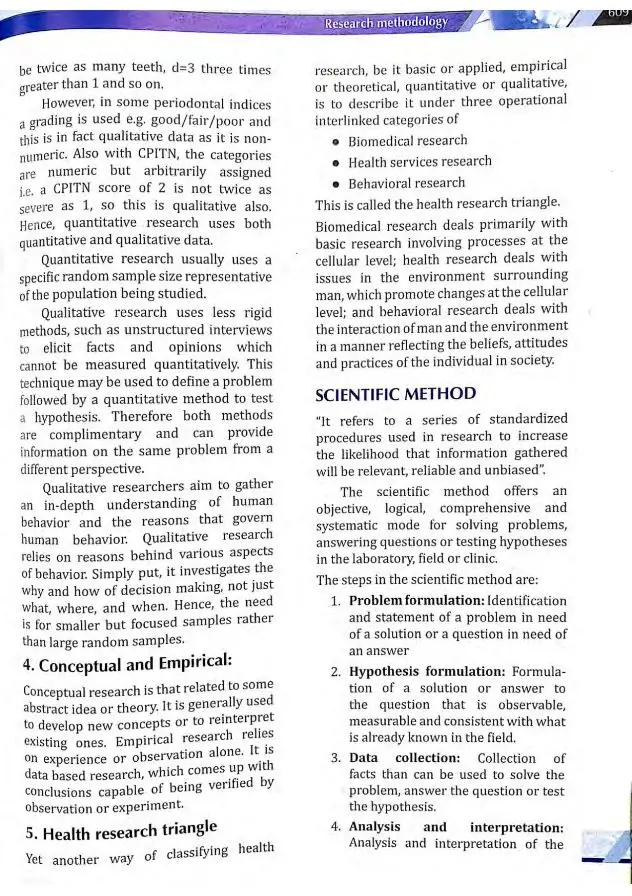 Research methodology
609
be twice as many teeth, d=3 three times
greater than 1 and so on.
However, in some periodontal indices
a grading is used e.g. good/fair/poor and
this is in fact qualitative data as it is non-
numeric. Also with CPITN, the categories
are numeric but arbitrarily assigned
i.e. a CPITN score of 2 is not twice as
severe as 1, so this is qualitative also.
Hence, quantitative research uses both
quantitative and qualitative data.
Quantitative research usually uses a
specific random sample size representative
of the population being studied.
Qualitative research uses less rigid
methods, such as unstructured interviews
to elicit facts and opinions which
cannot be measured quantitatively. This
technique may be used to define a problem
followed by a quantitative method to test
a hypothesis. Therefore both methods
are complimentary and can provide
information on the same problem from a
different perspective.
Qualitative researchers aim to gather
an in-depth understanding of human
behavior and the reasons that govern
human behavior. Qualitative research
relies on reasons behind various aspects
of behavior. Simply put, it investigates the
why and how of decision making, not just
what, where, and when. Hence, the need
is for smaller but focused samples rather
than large random samples.
4. Conceptual and Empirical:
Conceptual research is that related to some
abstract idea or theory. It is generally used
to develop new concepts or to reinterpret
existing ones. Empirical research relies
on experience or observation alone. It is
data based research, which comes up with
conclusions capable of being verified by
observation or experiment.
5. Health research triangle
Yet another way of classifying health
research, be it basic or applied, empirical
or theoretical, quantitative or qualitative,
is to describe it under three operational
interlinked categories of
• Biomedical research
• Health services research
• Behavioral research
This is called the health research triangle.
Biomedical research deals primarily with
basic research involving processes at the
cellular level; health research deals with
issues in the environment surrounding
man, which promote changes at the cellular
level; and behavioral research deals with
the interaction of man and the environment
in a manner reflecting the beliefs, attitudes
and practices of the individual in society.
SCIENTIFIC METHOD
"It refers to a series of standardized
procedures used in research to increase
the likelihood that information gathered
will be relevant, reliable and unbiased".
The scientific method offers an
objective, logical, comprehensive and
systematic mode for solving problems,
answering questions or testing hypotheses
in the laboratory, field or clinic.
The steps in the scientific method are:
1. Problem formulation: Identification
and statement of a problem in need
of a solution or a question in need of
an answer
2. Hypothesis formulation: Formula-
tion of a solution or answer to
the question that is observable,
measurable and consistent with what
is already known in the field.
3. Data collection: Collection of
facts than can be used to solve the
problem, answer the question or test
the hypothesis.
4. Analysis and interpretation:
Analysis and interpretation of the